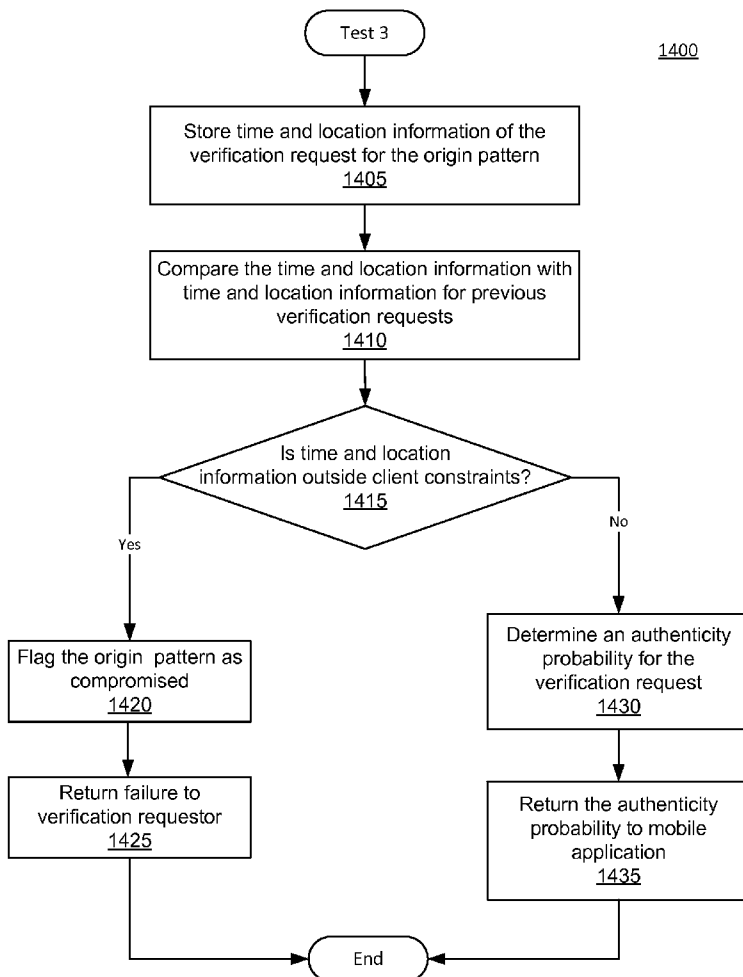 Test 3
1400
Store time and location information of the
verification request for the origin pattern
1405
Compare the time and location information with
time and location information for previous
verification requests
1410
Is time and location
information outside client constraints?
1415
Yes
No
Flag the origin pattern as
compromised
1420
Determine an authenticity
probability for the
verification request
1430
Return failure to
verification requestor
1425
Return the authenticity
probability to mobile
application
1435
End